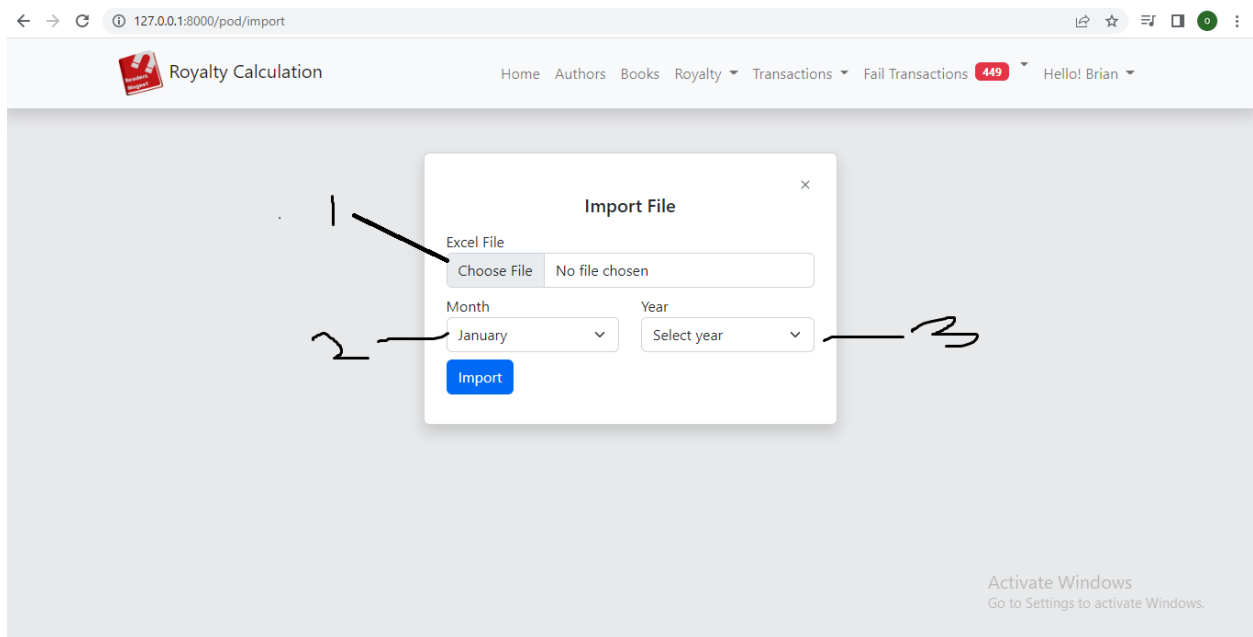 127.0.0.1:8000/pod/import
Readers Magnet
Royalty Calculation Home Authors Books Royalty Transactions Fail Transactions 449 Hello! Brian
×
Import File
1
Excel File
Choose File No file chosen
Month Year
2 January Select year 3
Import
Activate Windows
Go to Settings to activate Windows.